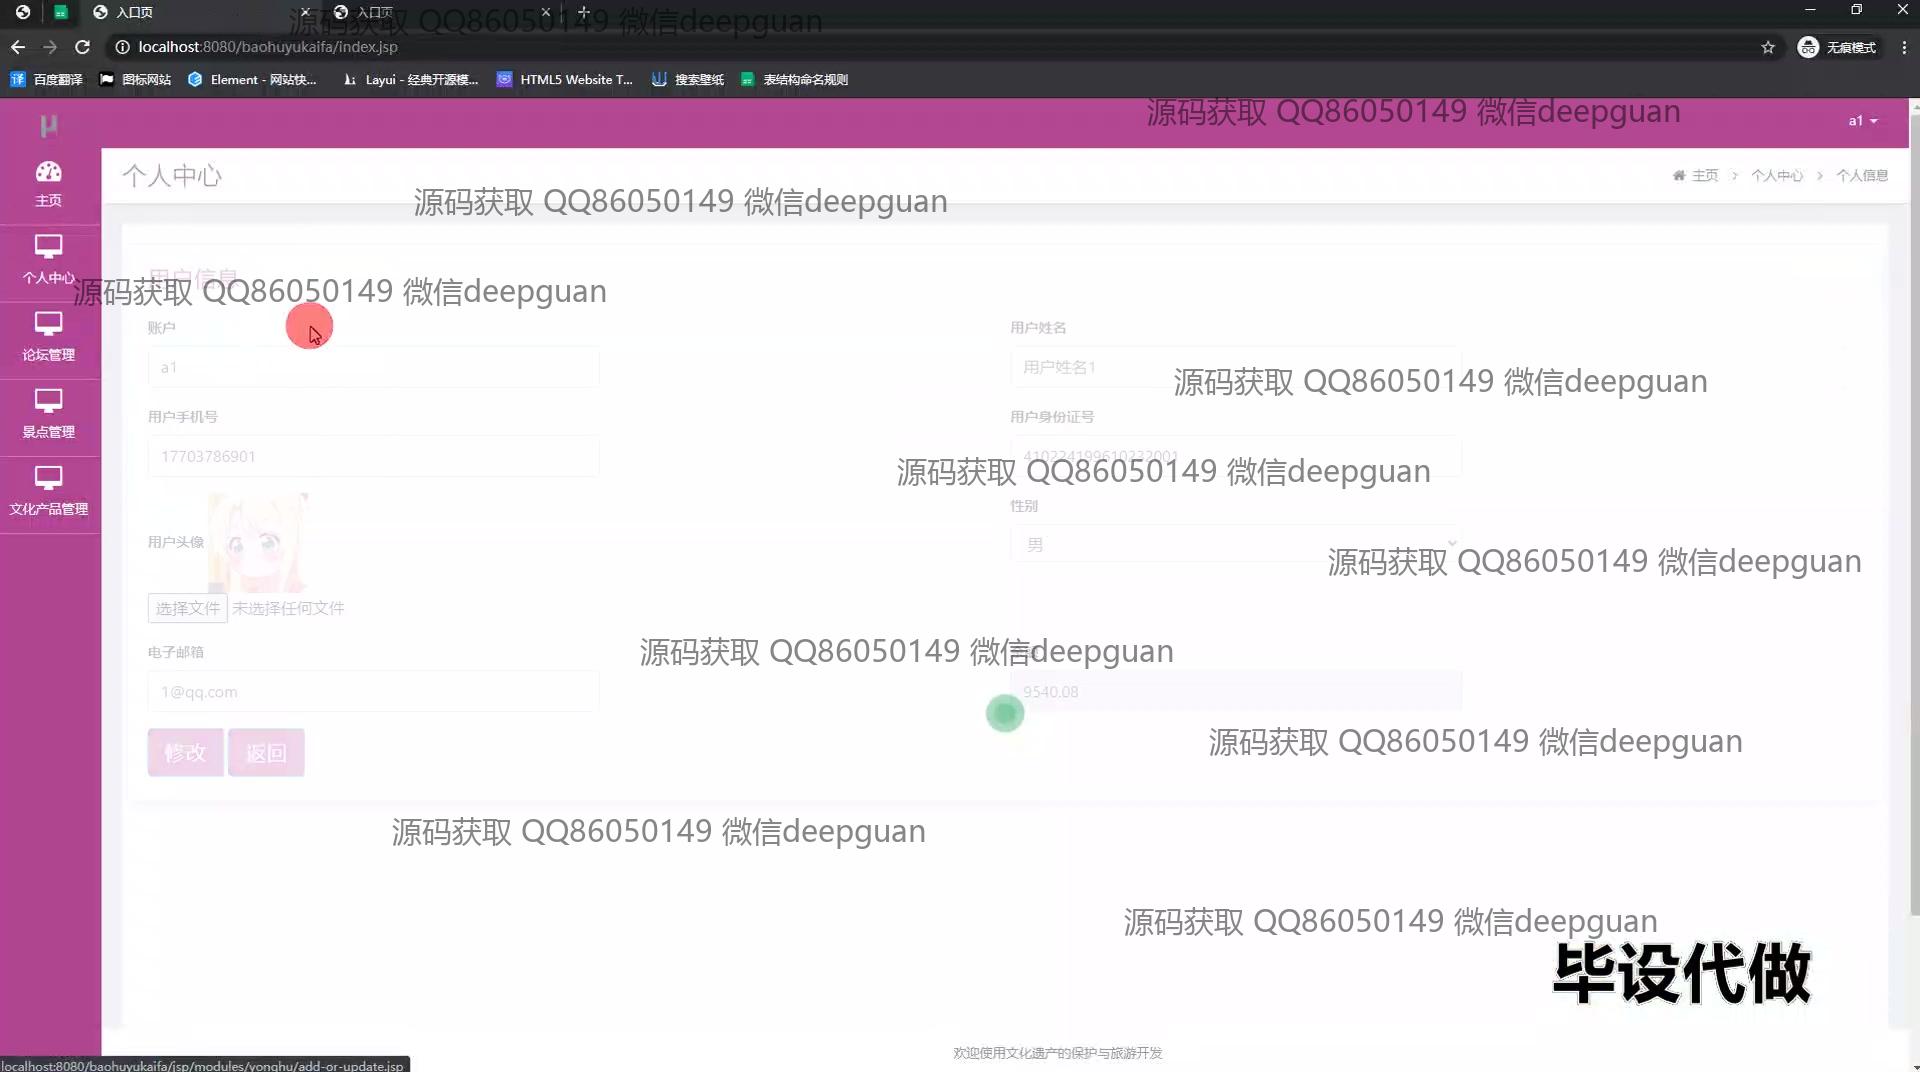 入口页
入口页
源码获取 QQ86050149 微信deepguan
localhost:8080/baohuyukaifa/index.jsp
无痕模式
百度翻译
图标网站
Element - 网站快...
Layui - 经典开源模...
HTML5 Website T...
搜索壁纸
表结构命名规则
源码获取 QQ86050149 微信deepguan
a1
主页
个人中心
主页 > 个人中心 > 个人信息
源码获取 QQ86050149 微信deepguan
个人中心
用户信息
源码获取 QQ86050149 微信deepguan
账户
用户姓名
论坛管理
a1
用户姓名1
源码获取 QQ86050149 微信deepguan
用户手机号
用户身份证号
景点管理
17703786901
410224199610232001
源码获取 QQ86050149 微信deepguan
文化产品管理
性别
用户头像
男
源码获取 QQ86050149 微信deepguan
选择文件 未选择任何文件
电子邮箱
源码获取 QQ86050149 微信deepguan
1@qq.com
9540.08
修改
返回
源码获取 QQ86050149 微信deepguan
源码获取 QQ86050149 微信deepguan
源码获取 QQ86050149 微信deepguan
毕设代做
欢迎使用文化遗产的保护与旅游开发
localhost:8080/baohuyukaifa/jsp/modules/yonghu/add-or-update.jsp